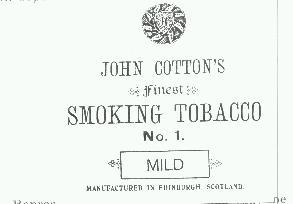 JOHN COTTON'S
Finest
SMOKING TOBACCO
No. 1.
MILD
MANUFACTURED IN EDINBURGH, SCOTLAND.